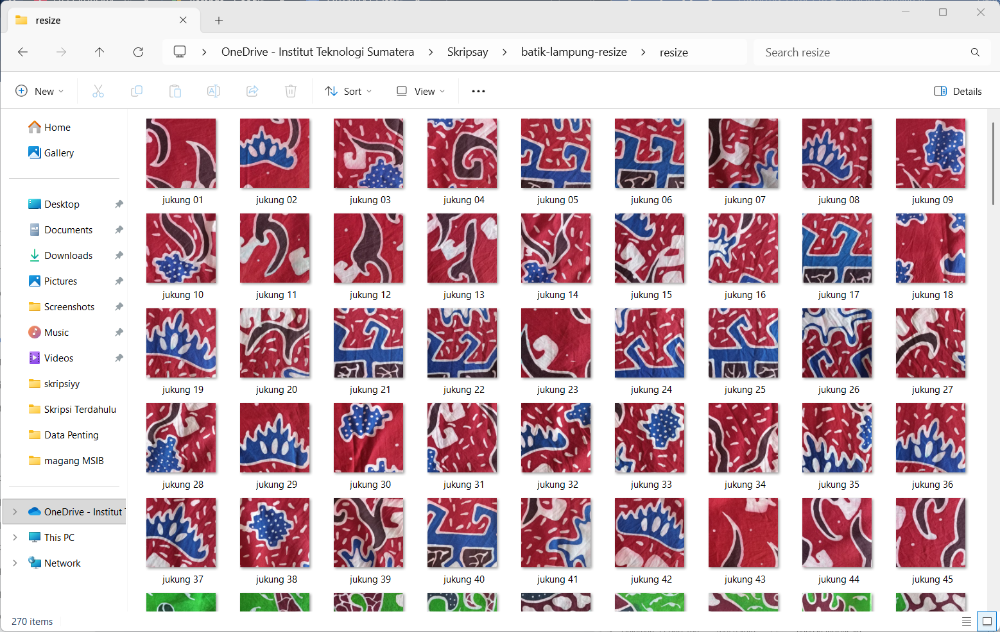 resize
OneDrive - Institut Teknologi Sumatera
Skripsay
batik-lampung-resize
resize
Search resize
New
Sort
View
Details
Home
Gallery
Desktop
Documents
Downloads
Pictures
Screenshots
Music
Videos
skripsiyy
Skripsi Terdahulu
Data Penting
magang MSIB
OneDrive - Institut
This PC
Network
jukung 01 jukung 02 jukung 03 jukung 04 jukung 05 jukung 06 jukung 07 jukung 08 jukung 09
jukung 10 jukung 11 jukung 12 jukung 13 jukung 14 jukung 15 jukung 16 jukung 17 jukung 18
jukung 19 jukung 20 jukung 21 jukung 22 jukung 23 jukung 24 jukung 25 jukung 26 jukung 27
jukung 28 jukung 29 jukung 30 jukung 31 jukung 32 jukung 33 jukung 34 jukung 35 jukung 36
jukung 37 jukung 38 jukung 39 jukung 40 jukung 41 jukung 42 jukung 43 jukung 44 jukung 45
270 items